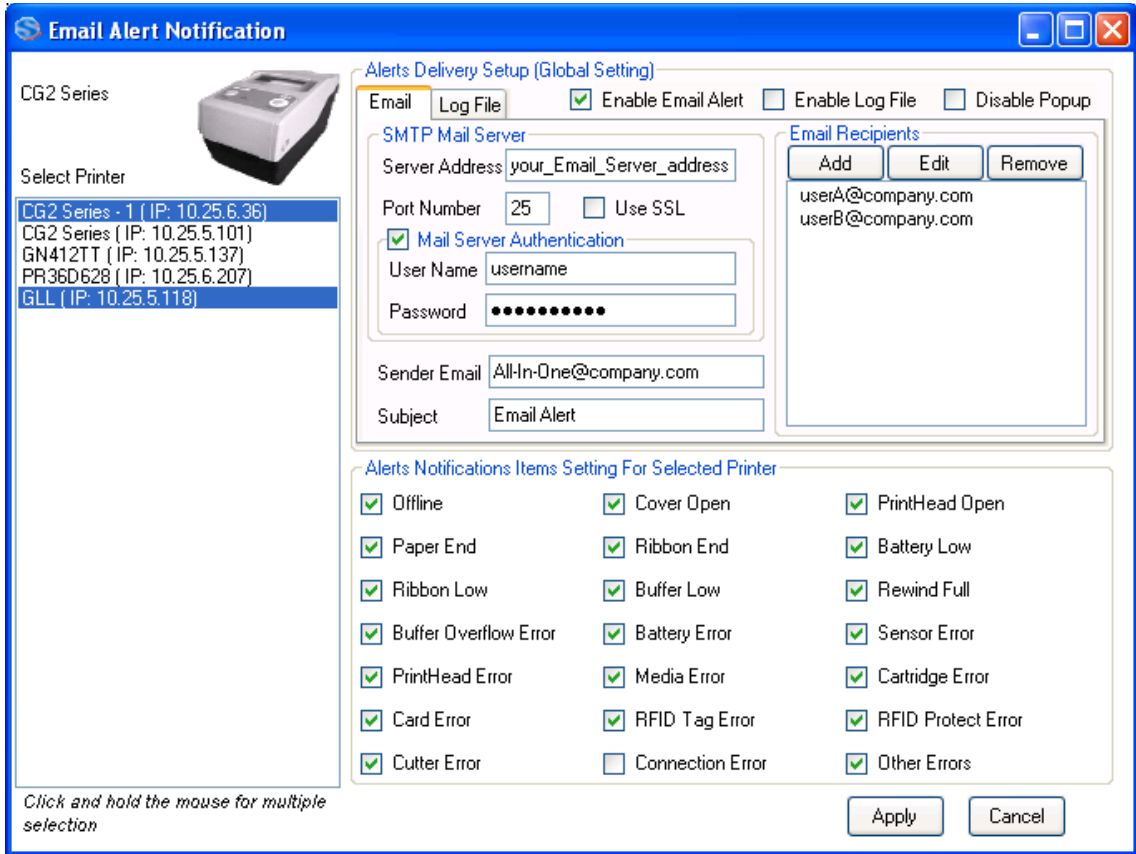 Email Alert Notification
CG2 Series
Select Printer
CG2 Series - 1 ( IP: 10.25.6.36)
CG2 Series ( IP: 10.25.5.101)
GN412TT ( IP: 10.25.5.137)
PR36D628 ( IP: 10.25.6.207)
GLL ( IP: 10.25.5.118)
Click and hold the mouse for multiple
selection
Alerts Delivery Setup (Global Setting)
Email Log File Enable Email Alert Enable Log File Disable Popup
SMTP Mail Server
Server Address your_Email_Server_address
Port Number 25 Use SSL
Mail Server Authentication
User Name username
Password ●●●●●●●●●●
Sender Email All-In-One@company.com
Subject Email Alert
Email Recipients
Add Edit Remove
userA@company.com
userB@company.com
Alerts Notifications Items Setting For Selected Printer
Offline Cover Open PrintHead Open
Paper End Ribbon End Battery Low
Ribbon Low Buffer Low Rewind Full
Buffer Overflow Error Battery Error Sensor Error
PrintHead Error Media Error Cartridge Error
Card Error RFID Tag Error RFID Protect Error
Cutter Error Connection Error Other Errors
Apply Cancel